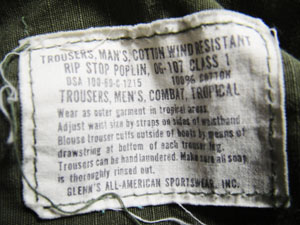 TROUSERS, MAN'S, COTTON WIND RESISTANT
RIP STOP POPLIN, OG-107 CLASS 1
DSA 100-69-C-1215 100% COTTON
TROUSERS, MEN'S, COMBAT, TROPICAL
Wear as outer garment in tropical areas.
Adjust waist size by straps on sides of waistband
Blouse trouser cuffs outside of boots by means of
drawstring at bottom of each trouser leg.
Trousers can be handlaundered. Make sure all soap
is thoroughly rinsed out.
GLENN'S ALL-AMERICAN SPORTSWEAR, INC.